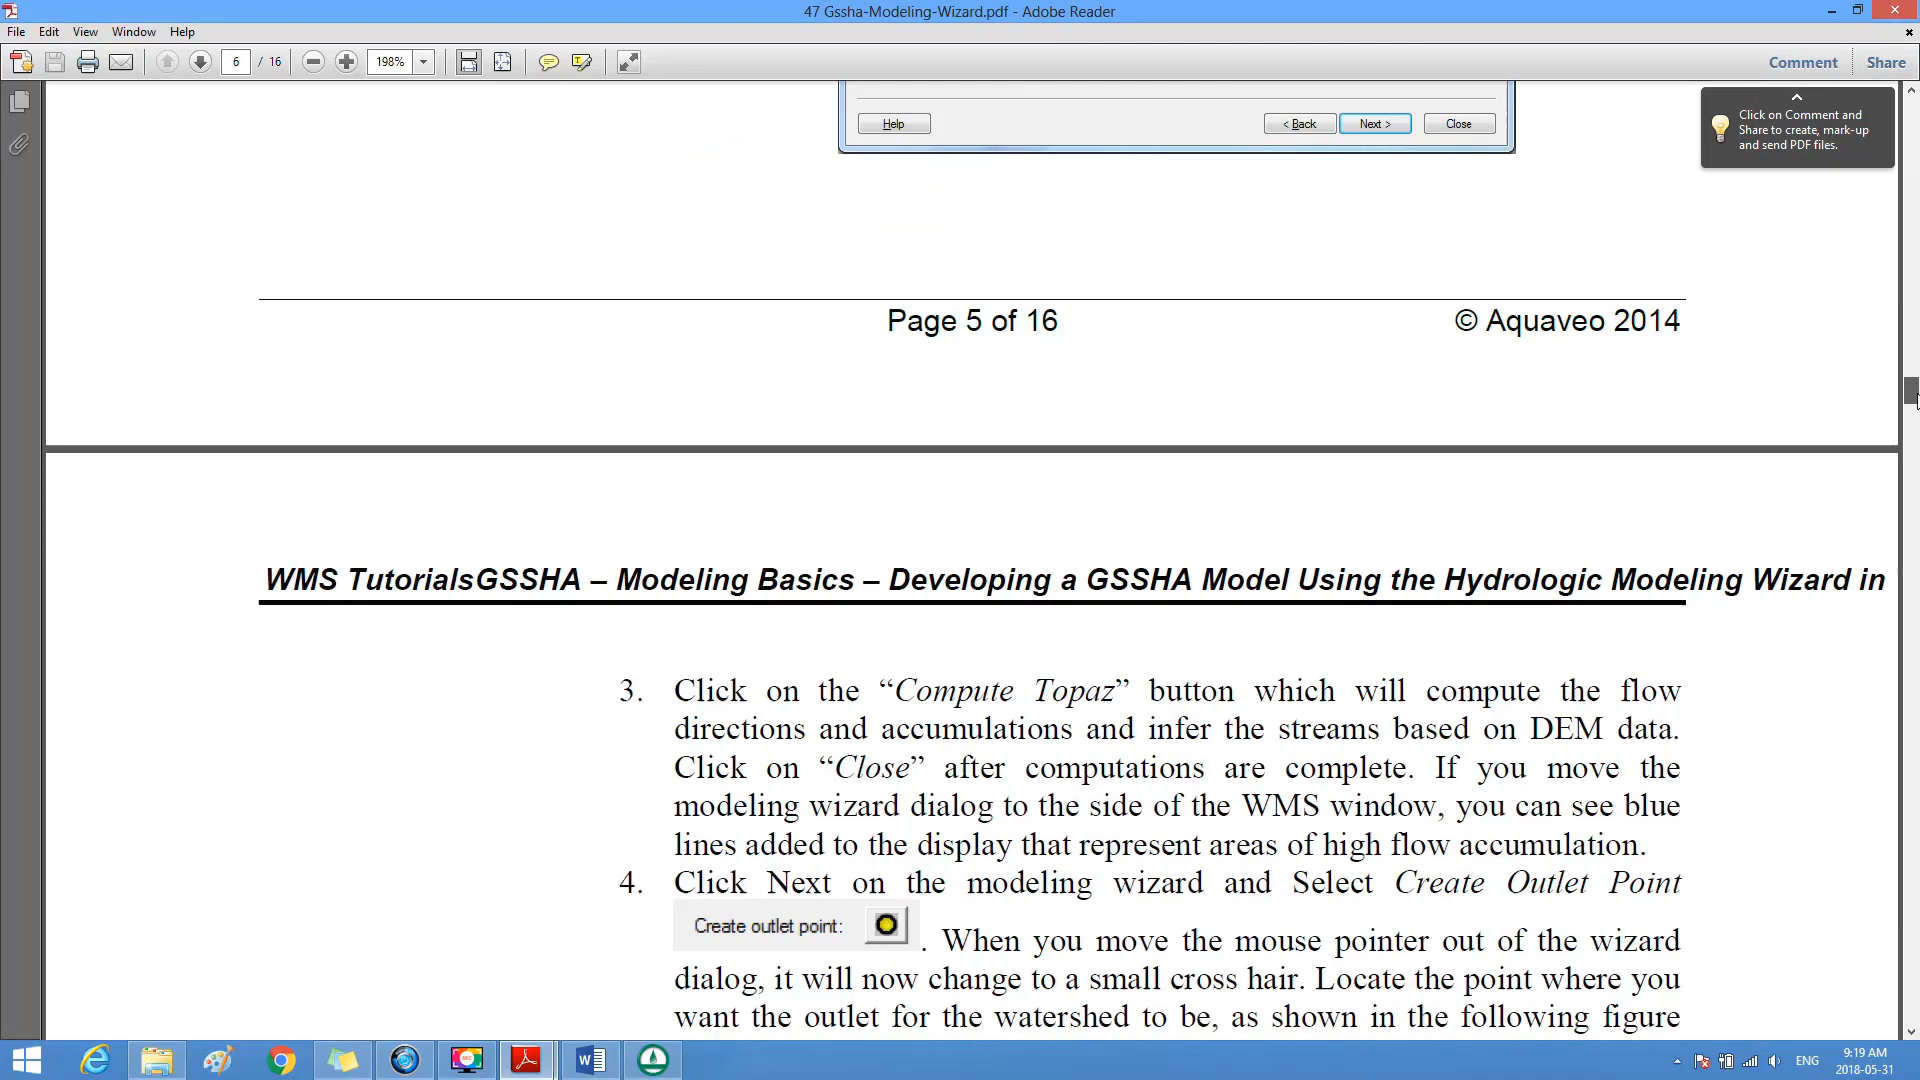 47 Gssha-Modeling-Wizard.pdf - Adobe Reader
File Edit View Window Help
6 / 16 198% Comment Share
Click on Comment and
Share to create, mark-up
and send PDF files.
Help < Back Next > Close
Page 5 of 16 © Aquaveo 2014
WMS TutorialsGSSHA – Modeling Basics – Developing a GSSHA Model Using the Hydrologic Modeling Wizard in
3. Click on the “Compute Topaz” button which will compute the flow
directions and accumulations and infer the streams based on DEM data.
Click on “Close” after computations are complete. If you move the
modeling wizard dialog to the side of the WMS window, you can see blue
lines added to the display that represent areas of high flow accumulation.
4. Click Next on the modeling wizard and Select Create Outlet Point
Create outlet point: . When you move the mouse pointer out of the wizard
dialog, it will now change to a small cross hair. Locate the point where you
want the outlet for the watershed to be, as shown in the following figure
ENG 9:19 AM
2018-05-31